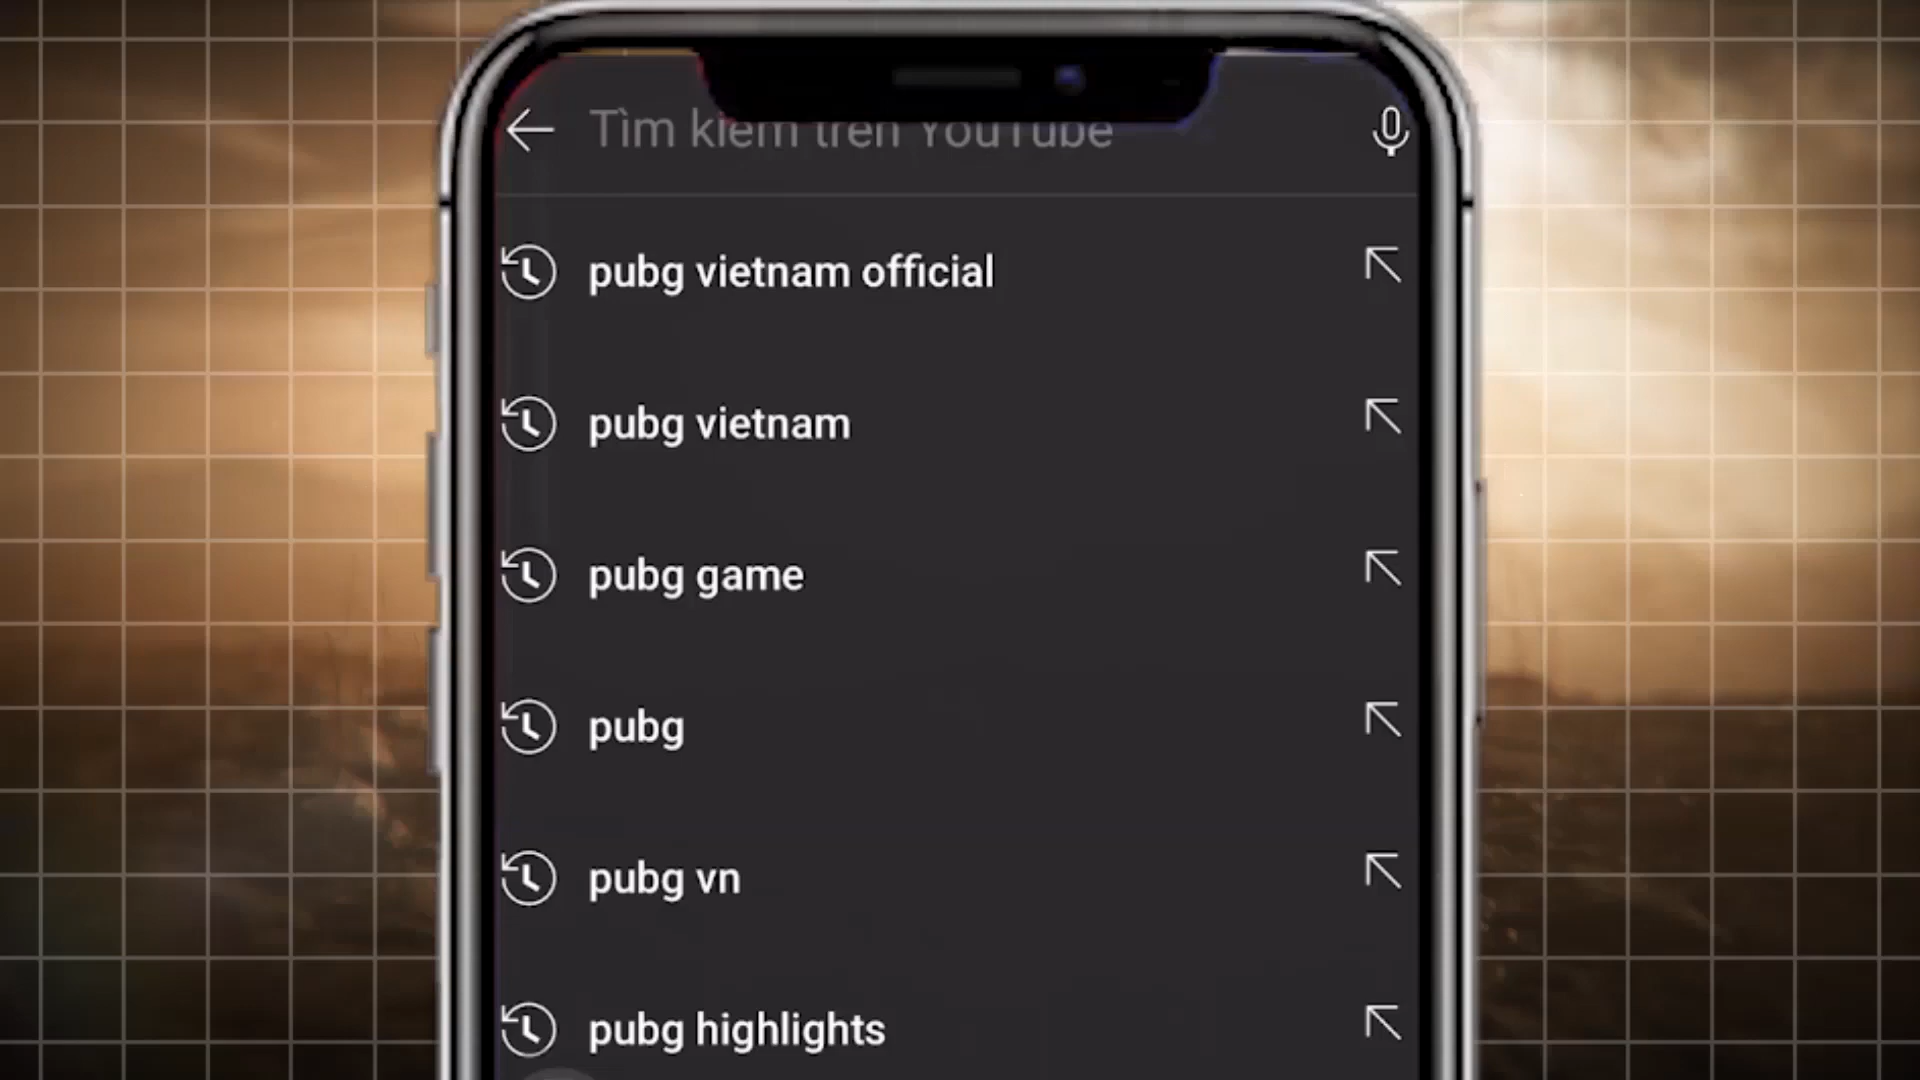 Tìm kiếm trên YouTube
pubg vietnam official
pubg vietnam
pubg game
pubg
pubg vn
pubg highlights